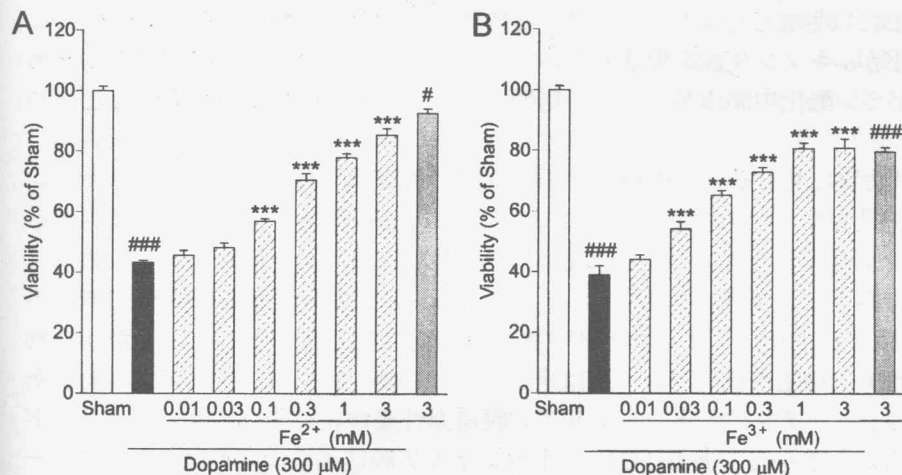 A
Viability (% of Sham)
120
100
80
60
40
20
0
###
***
***
***
***
#
Sham
0.01 0.03 0.1 0.3 1 3 3
Fe²⁺ (mM)
Dopamine (300 μM)
B
Viability (% of Sham)
120
100
80
60
40
20
0
###
***
***
***
***
***
###
Sham
0.01 0.03 0.1 0.3 1 3 3
Fe³⁺ (mM)
Dopamine (300 μM)